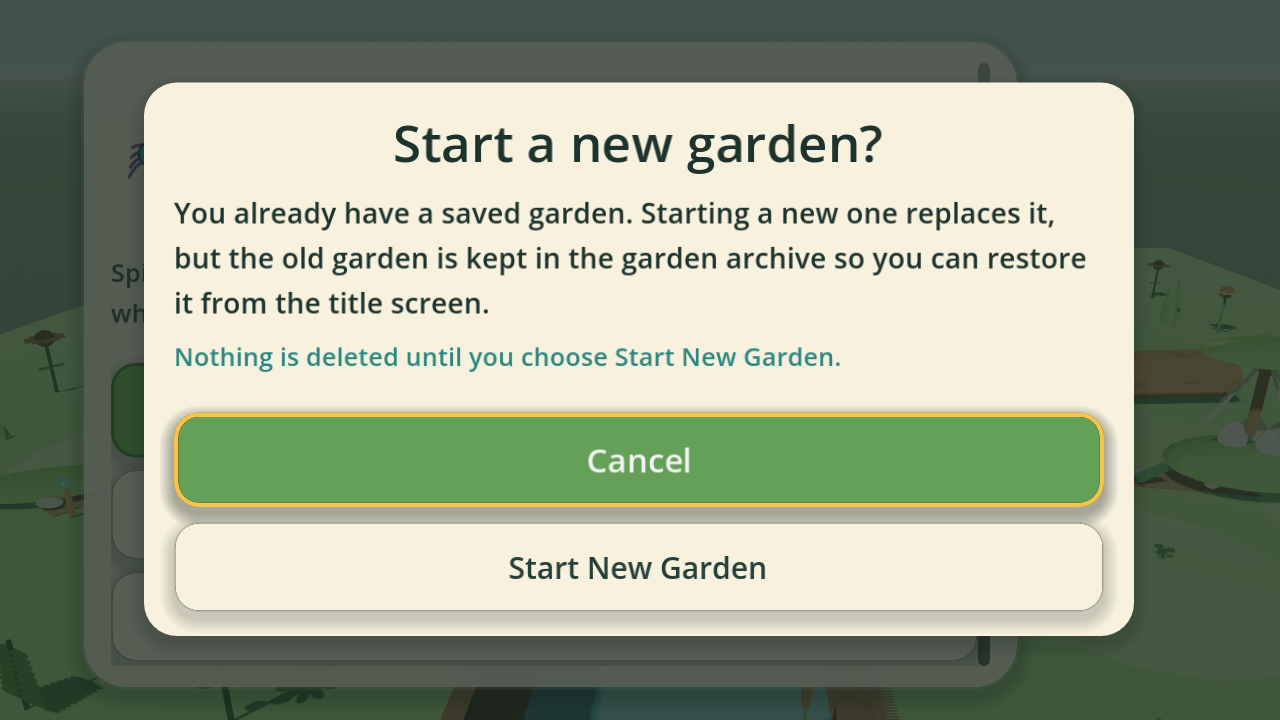 Start a new garden?
You already have a saved garden. Starting a new one replaces it,
but the old garden is kept in the garden archive so you can restore
it from the title screen.
Nothing is deleted until you choose Start New Garden.
Cancel
Start New Garden